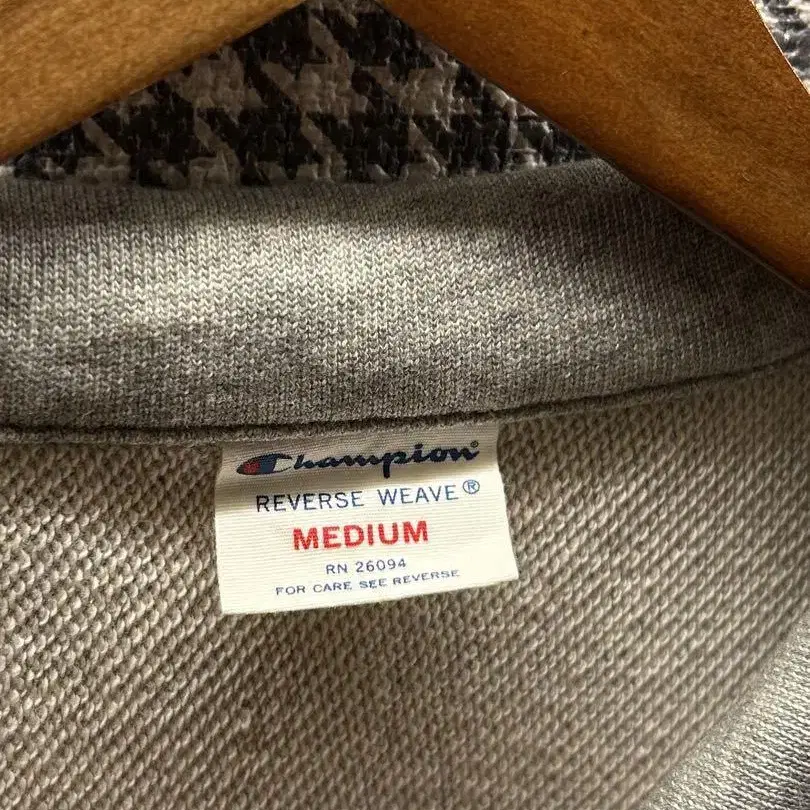 Champion
REVERSE WEAVE®
MEDIUM
RN 26094
FOR CARE SEE REVERSE